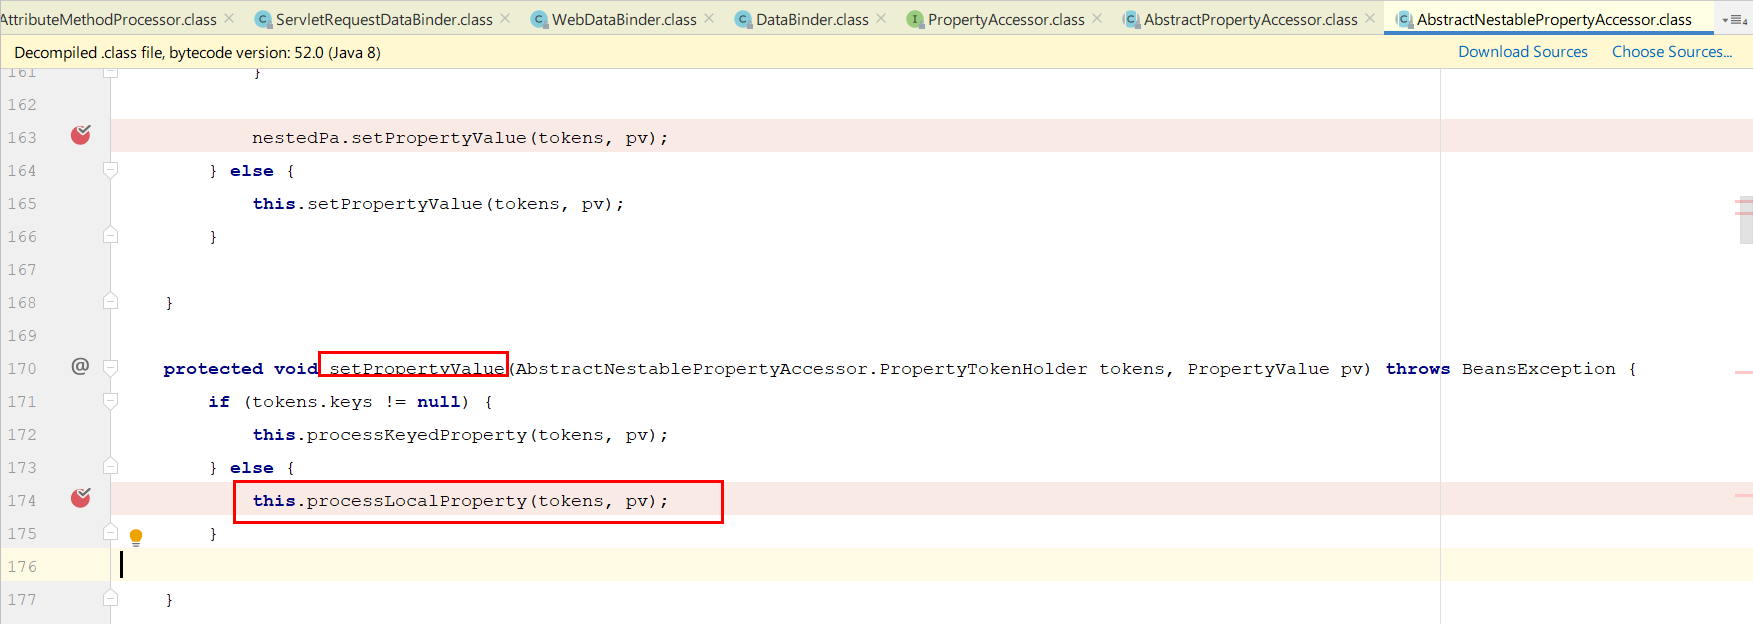 AttributeMethodProcessor.class ServletRequestDataBinder.class WebDataBinder.class DataBinder.class PropertyAccessor.class AbstractPropertyAccessor.class AbstractNestablePropertyAccessor.class
Decompiled .class file, bytecode version: 52.0 (Java 8) Download Sources Choose Sources...
161 }
162
163 nestedPa.setPropertyValue(tokens, pv);
164 } else {
165 this.setPropertyValue(tokens, pv);
166 }
167
168 }
169
170 @ protected void setPropertyValue(AbstractNestablePropertyAccessor.PropertyTokenHolder tokens, PropertyValue pv) throws BeansException {
171 if (tokens.keys != null) {
172 this.processKeyedProperty(tokens, pv);
173 } else {
174 this.processLocalProperty(tokens, pv);
175 }
176
177 }